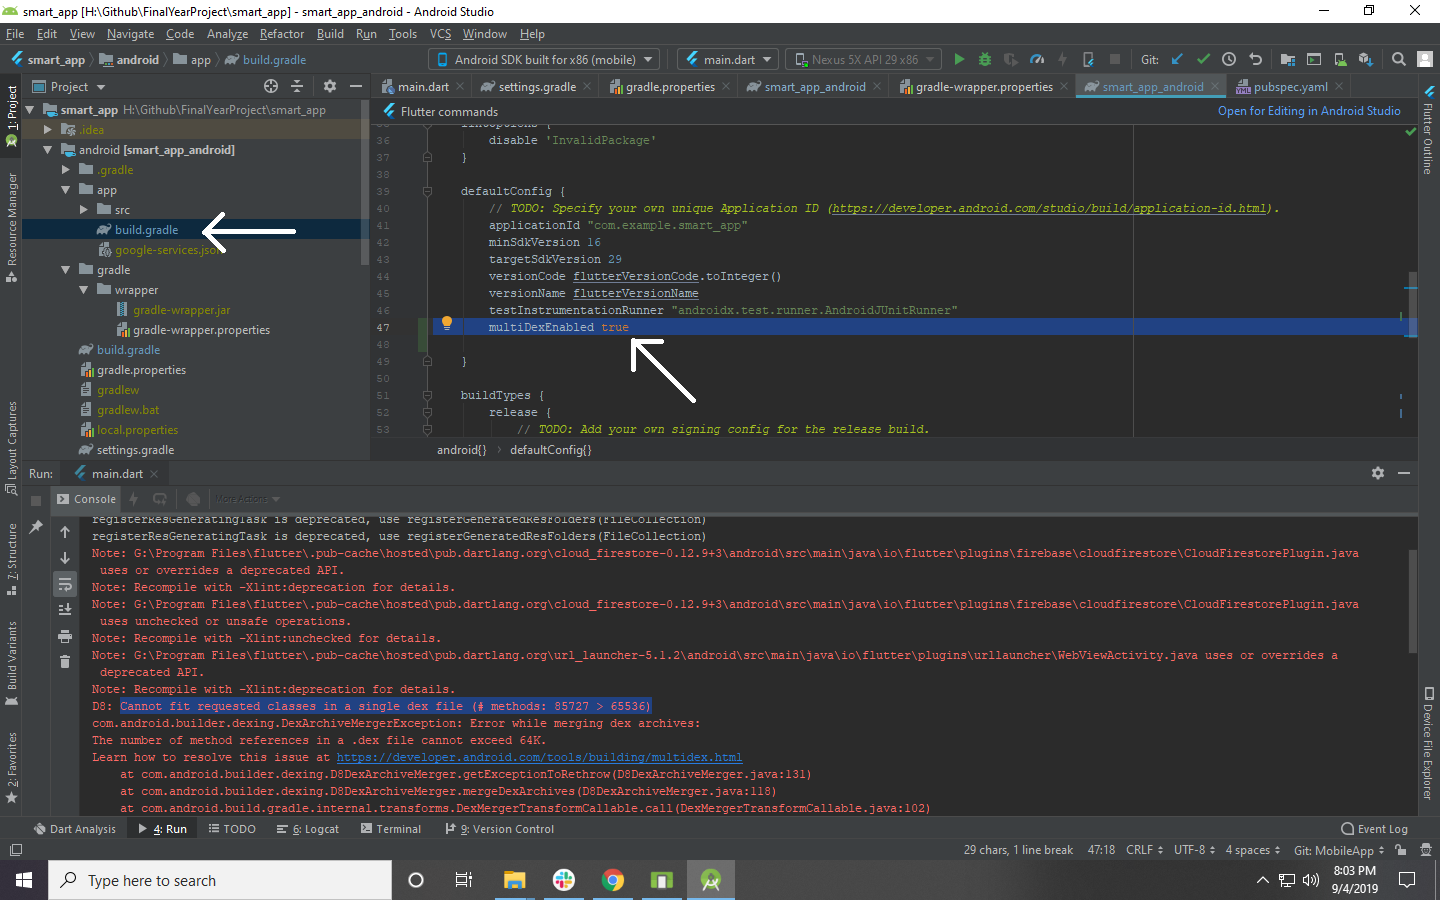 smart_app [H:\Github\FinalYearProject\smart_app] - smart_app_android - Android Studio
File Edit View Navigate Code Analyze Refactor Build Run Tools VCS Window Help
smart_app android app build.gradle
Android SDK built for x86 (mobile) main.dart Nexus 5X API 29 x86 Git:
Project
main.dart settings.gradle gradle.properties smart_app_android gradle-wrapper.properties smart_app_android pubspec.yaml
Flutter commands Open for Editing in Android Studio
smart_app H:\Github\FinalYearProject\smart_app
.idea
android [smart_app_android]
.gradle
app
src
build.gradle
google-services.json
gradle
wrapper
gradle-wrapper.jar
gradle-wrapper.properties
build.gradle
gradle.properties
gradlew
gradlew.bat
local.properties
settings.gradle
1: Project
Resource Manager
Layout Captures
7: Structure
Build Variants
2: Favorites
Flutter Outline
Device File Explorer
35 lintOptions {
36 disable 'InvalidPackage'
37 }
38
39 defaultConfig {
40 // TODO: Specify your own unique Application ID (https://developer.android.com/studio/build/application-id.html).
41 applicationId "com.example.smart_app"
42 minSdkVersion 16
43 targetSdkVersion 29
44 versionCode flutterVersionCode.toInteger()
45 versionName flutterVersionName
46 testInstrumentationRunner "androidx.test.runner.AndroidJUnitRunner"
47 multiDexEnabled true
48
49 }
50
51 buildTypes {
52 release {
53 // TODO: Add your own signing config for the release build.
android{} defaultConfig{}
Run: main.dart
Console More Actions
registerResGeneratingTask is deprecated, use registerGeneratedResFolders(FileCollection)
registerResGeneratingTask is deprecated, use registerGeneratedResFolders(FileCollection)
Note: G:\Program Files\flutter\.pub-cache\hosted\pub.dartlang.org\cloud_firestore-0.12.9+3\android\src\main\java\io\flutter\plugins\firebase\cloudfirestore\CloudFirestorePlugin.java
uses or overrides a deprecated API.
Note: Recompile with -Xlint:deprecation for details.
Note: G:\Program Files\flutter\.pub-cache\hosted\pub.dartlang.org\cloud_firestore-0.12.9+3\android\src\main\java\io\flutter\plugins\firebase\cloudfirestore\CloudFirestorePlugin.java
uses unchecked or unsafe operations.
Note: Recompile with -Xlint:unchecked for details.
Note: G:\Program Files\flutter\.pub-cache\hosted\pub.dartlang.org\url_launcher-5.1.2\android\src\main\java\io\flutter\plugins\urllauncher\WebViewActivity.java uses or overrides a
deprecated API.
Note: Recompile with -Xlint:deprecation for details.
D8: Cannot fit requested classes in a single dex file (# methods: 85727 > 65536)
com.android.builder.dexing.DexArchiveMergerException: Error while merging dex archives:
The number of method references in a .dex file cannot exceed 64K.
Learn how to resolve this issue at https://developer.android.com/tools/building/multidex.html
at com.android.builder.dexing.D8DexArchiveMerger.getExceptionToRethrow(D8DexArchiveMerger.java:131)
at com.android.builder.dexing.D8DexArchiveMerger.mergeDexArchives(D8DexArchiveMerger.java:118)
at com.android.build.gradle.internal.transforms.DexMergerTransformCallable.call(DexMergerTransformCallable.java:102)
Dart Analysis 4: Run TODO 6: Logcat Terminal 9: Version Control Event Log
29 chars, 1 line break 47:18 CRLF UTF-8 4 spaces Git: MobileApp
Type here to search
8:03 PM
9/4/2019